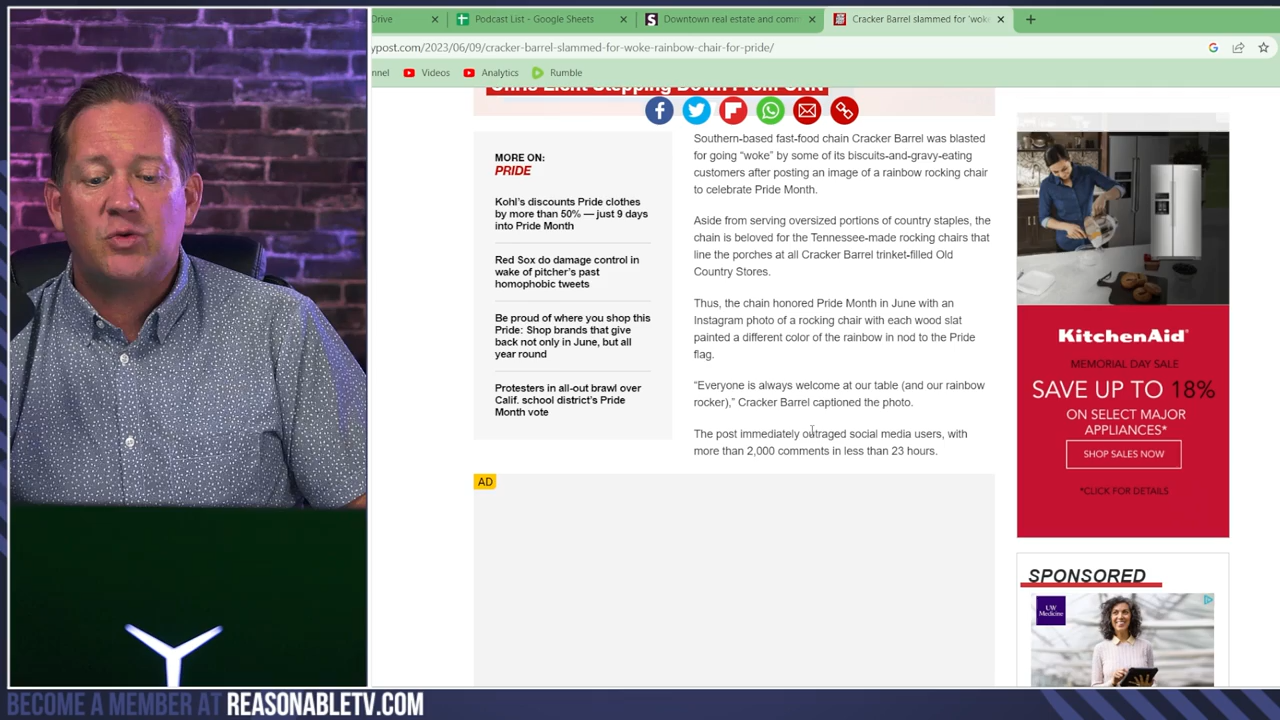 Drive
Podcast List - Google Sheets
Downtown real estate and comm
Cracker Barrel slammed for 'woke
ypost.com/2023/06/09/cracker-barrel-slammed-for-woke-rainbow-chair-for-pride/
nnel
Videos
Analytics
Rumble
Chris Licht Stepping Down From CNN
MORE ON:
PRIDE
Kohl's discounts Pride clothes
by more than 50% — just 9 days
into Pride Month
Red Sox do damage control in
wake of pitcher's past
homophobic tweets
Be proud of where you shop this
Pride: Shop brands that give
back not only in June, but all
year round
Protesters in all-out brawl over
Calif. school district's Pride
Month vote
Southern-based fast-food chain Cracker Barrel was blasted
for going "woke" by some of its biscuits-and-gravy-eating
customers after posting an image of a rainbow rocking chair
to celebrate Pride Month.
Aside from serving oversized portions of country staples, the
chain is beloved for the Tennessee-made rocking chairs that
line the porches at all Cracker Barrel trinket-filled Old
Country Stores.
Thus, the chain honored Pride Month in June with an
Instagram photo of a rocking chair with each wood slat
painted a different color of the rainbow in nod to the Pride
flag.
"Everyone is always welcome at our table (and our rainbow
rocker)," Cracker Barrel captioned the photo.
The post immediately outraged social media users, with
more than 2,000 comments in less than 23 hours.
AD
KitchenAid
MEMORIAL DAY SALE
SAVE UP TO 18%
ON SELECT MAJOR
APPLIANCES*
SHOP SALES NOW
*CLICK FOR DETAILS
SPONSORED
UW
Medicine
BECOME A MEMBER AT REASONABLETV.COM